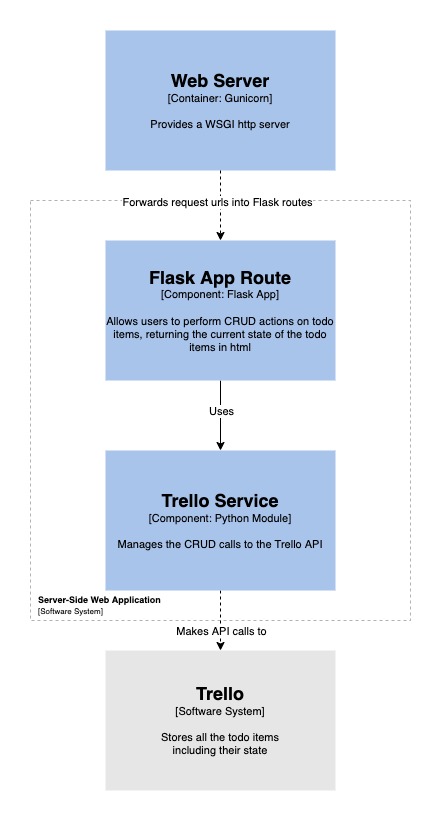 Web Server
[Container: Gunicorn]
Provides a WSGI http server
Forwards request urls into Flask routes
Flask App Route
[Component: Flask App]
Allows users to perform CRUD actions on todo
items, returning the current state of the todo
items in html
Uses
Trello Service
[Component: Python Module]
Manages the CRUD calls to the Trello API
Server-Side Web Application
[Software System]
Makes API calls to
Trello
[Software System]
Stores all the todo items
including their state